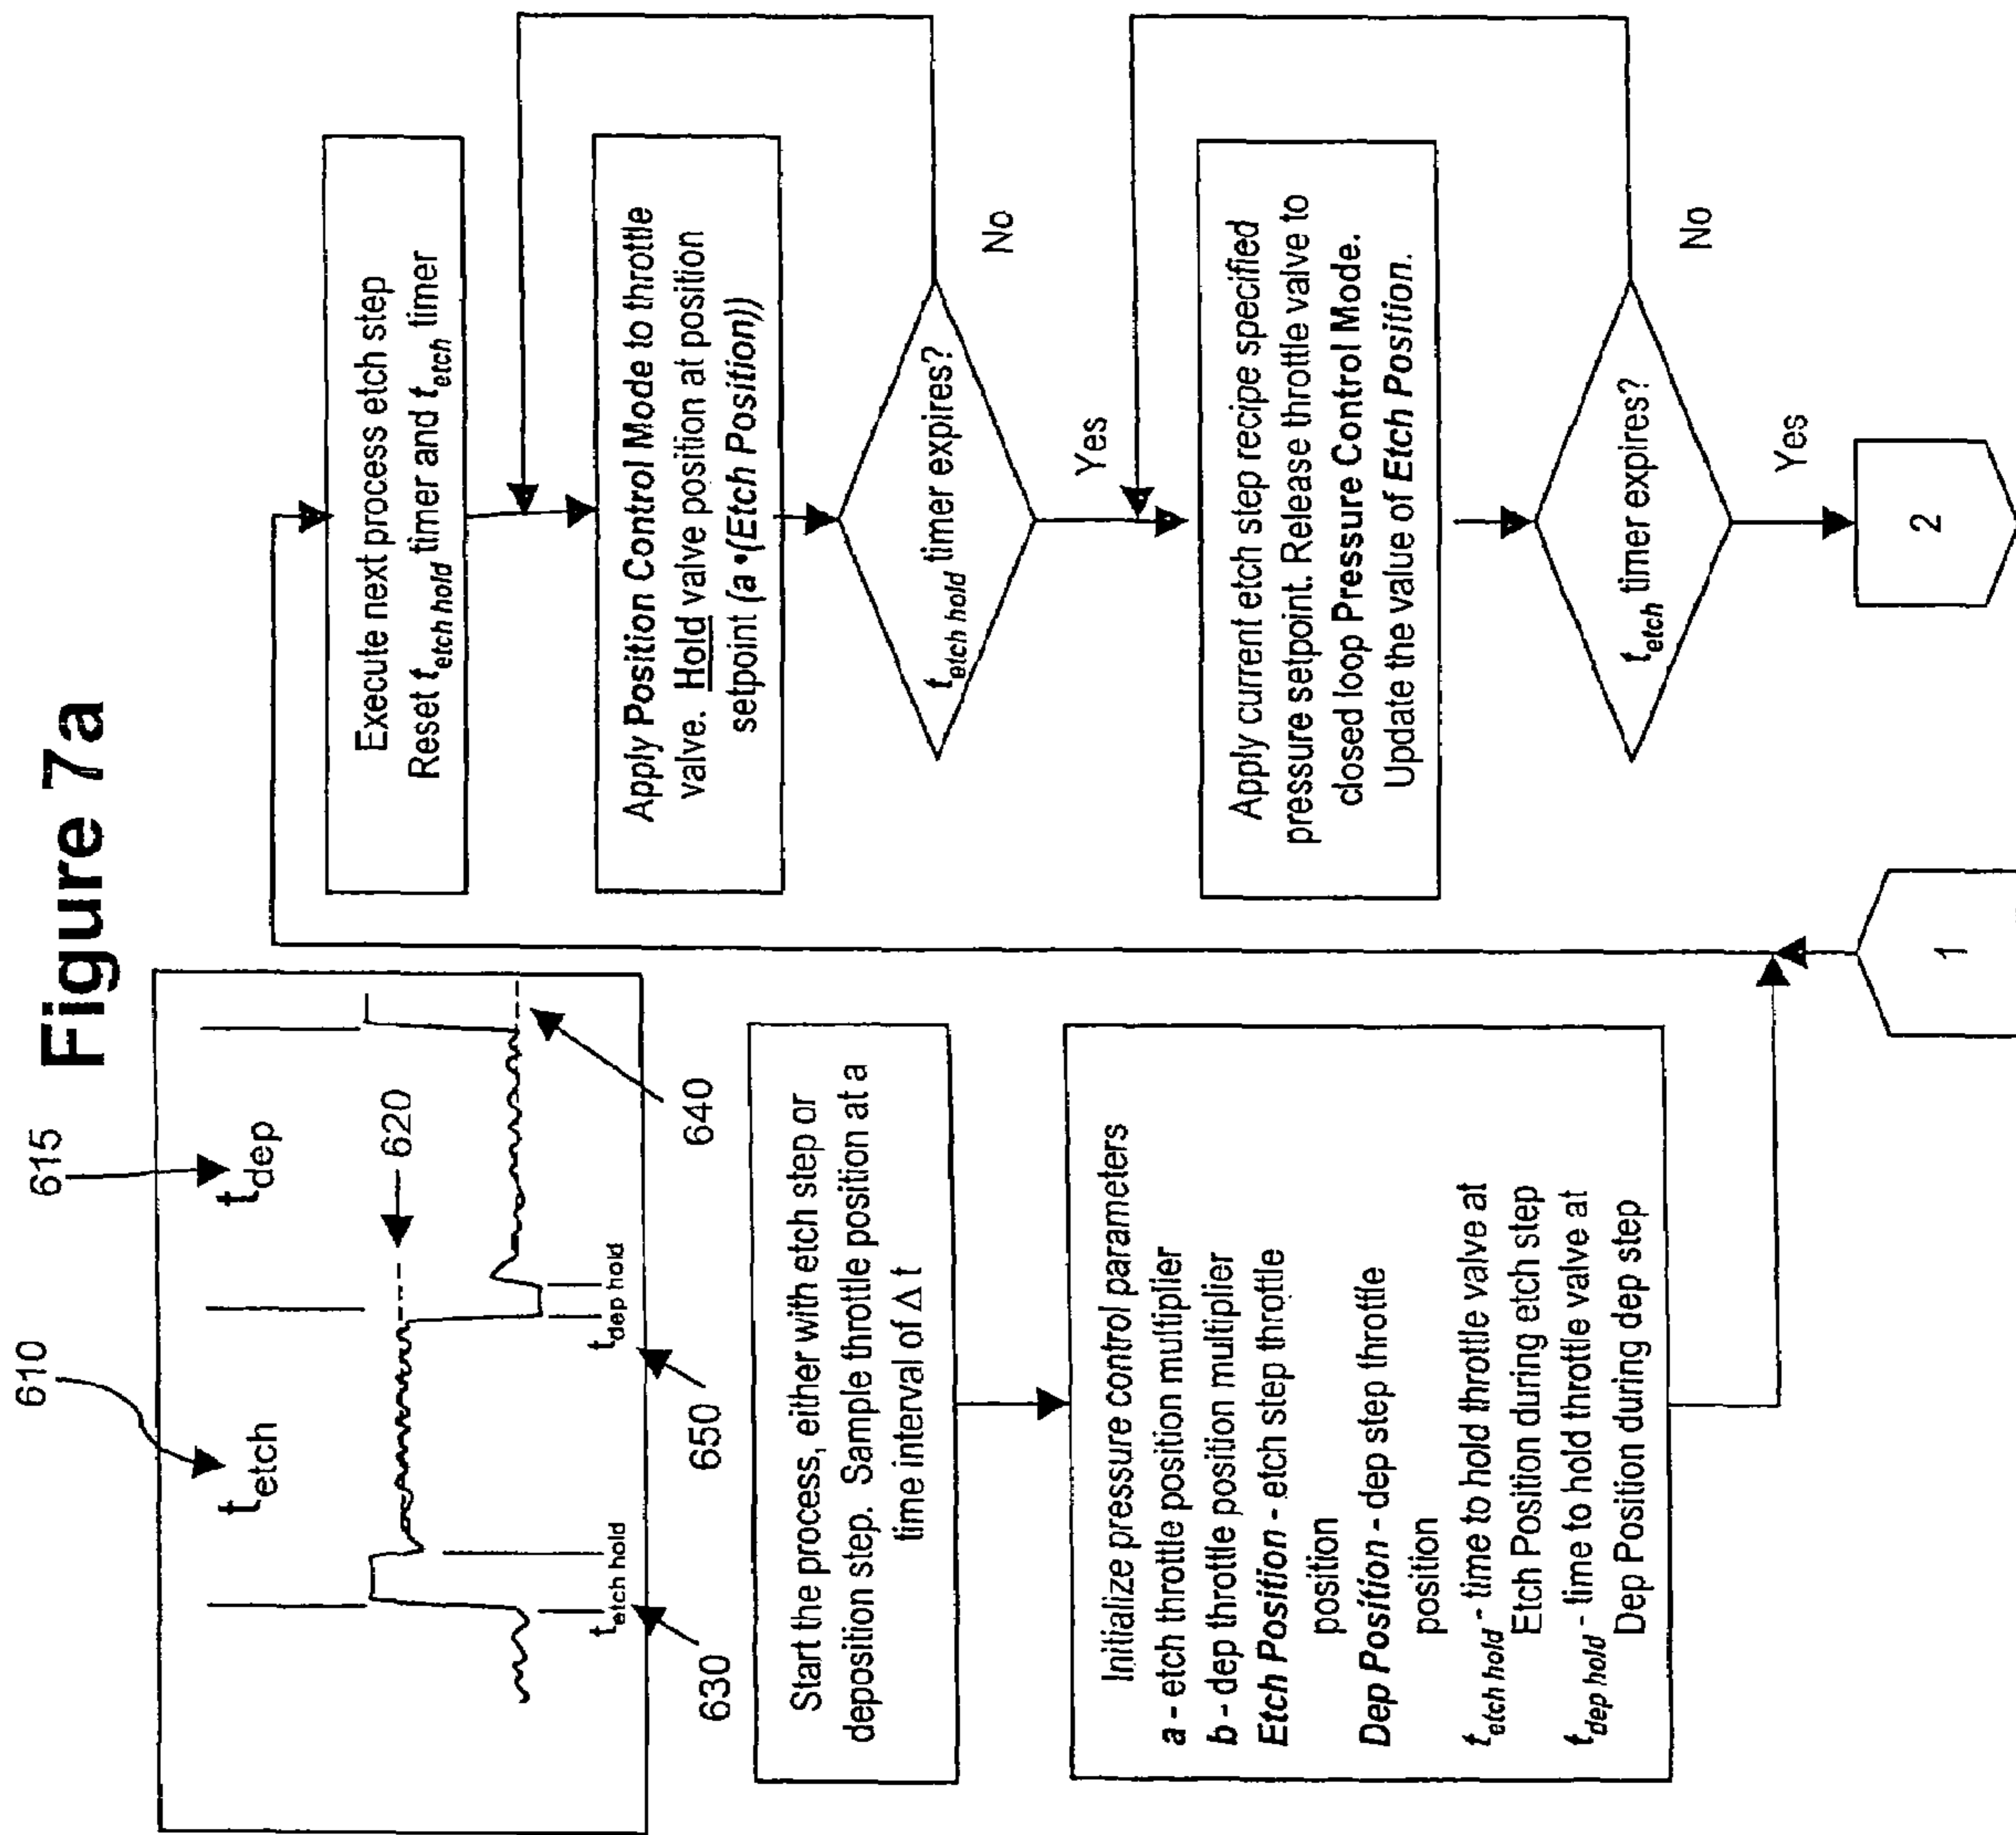 Figure 7a
610
615
t_etch
t_dep
620
t_etch hold
t_dep hold
630
650
640
Start the process, either with etch step or
deposition step. Sample throttle position at a
time interval of Δ t
Initialize pressure control parameters
a - etch throttle position multiplier
b - dep throttle position multiplier
Etch Position - etch step throttle
position
Dep Position - dep step throttle
position
t_etch hold - time to hold throttle valve at
Etch Position during etch step
t_dep hold - time to hold throttle valve at
Dep Position during dep step
1
Execute next process etch step
Reset t_etch hold timer and t_etch timer
Apply Position Control Mode to throttle
valve. Hold valve position at position
setpoint (a •(Etch Position))
t_etch hold timer expires?
No
Yes
Apply current etch step recipe specified
pressure setpoint. Release throttle valve to
closed loop Pressure Control Mode.
Update the value of Etch Position.
t_etch timer expires?
No
Yes
2